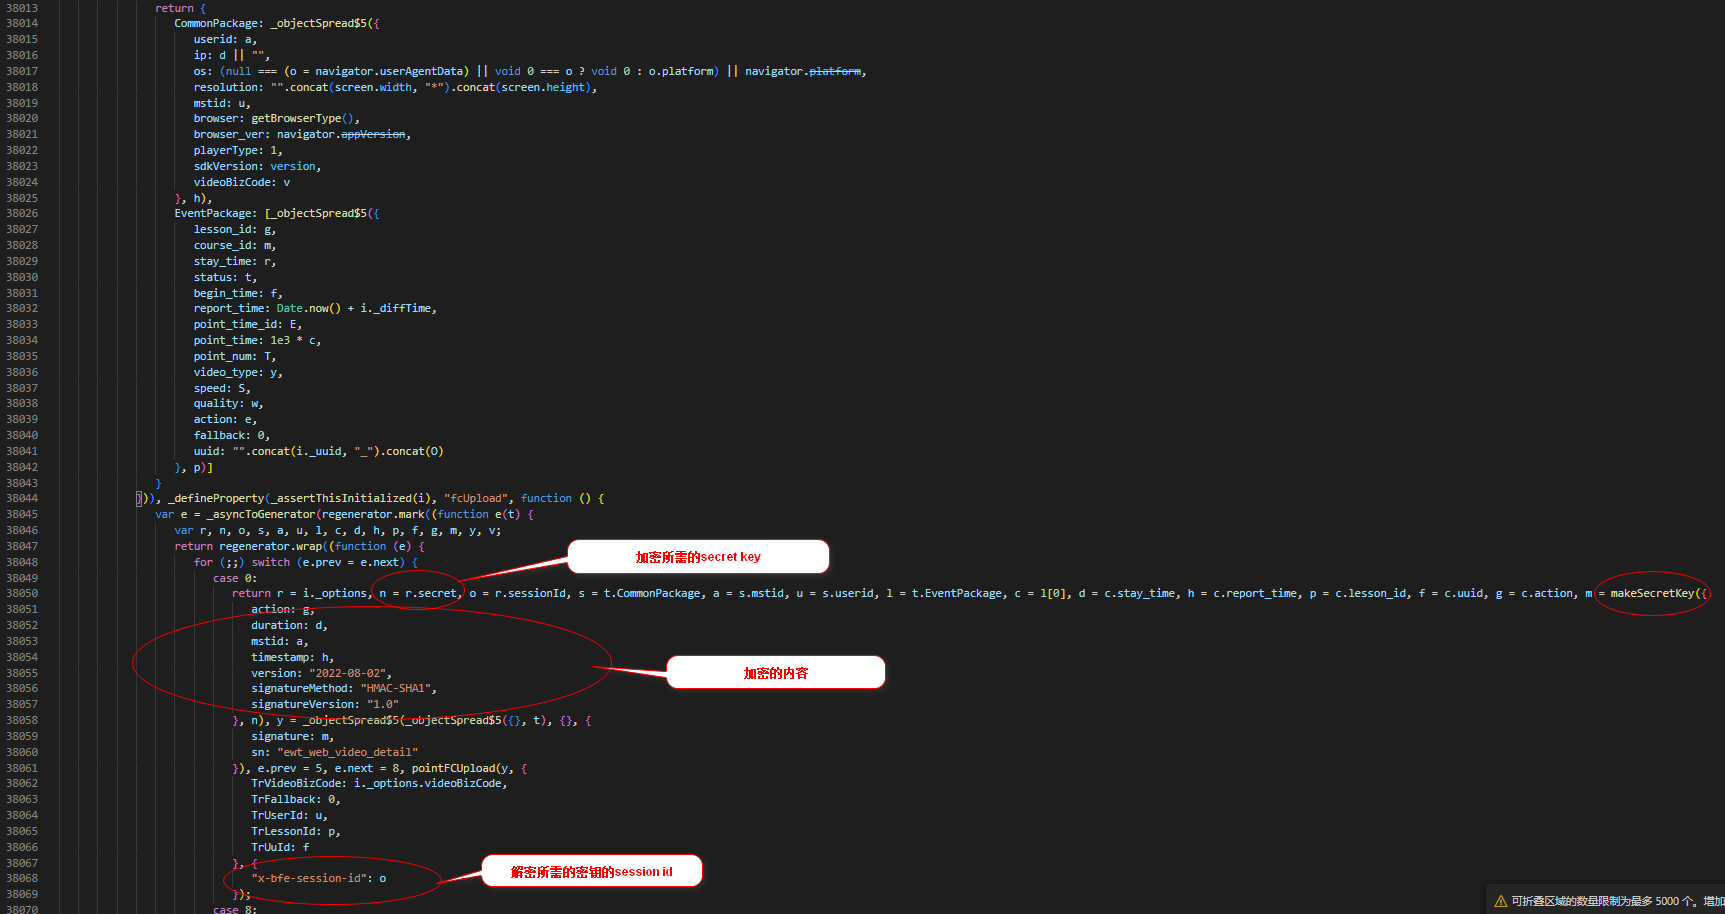 38013 return {
38014 CommonPackage: _objectSpread$5({
38015 userid: a,
38016 ip: d || "",
38017 os: (null === (o = navigator.userAgentData) || void 0 === o ? void 0 : o.platform) || navigator.platform,
38018 resolution: "".concat(screen.width, "*").concat(screen.height),
38019 mstid: u,
38020 browser: getBrowserType(),
38021 browser_ver: navigator.appVersion,
38022 playerType: 1,
38023 sdkVersion: version,
38024 videoBizCode: v
38025 }, h),
38026 EventPackage: [_objectSpread$5({
38027 lesson_id: g,
38028 course_id: m,
38029 stay_time: r,
38030 status: t,
38031 begin_time: f,
38032 report_time: Date.now() + i._diffTime,
38033 point_time_id: E,
38034 point_time: 1e3 * c,
38035 point_num: T,
38036 video_type: y,
38037 speed: S,
38038 quality: w,
38039 action: e,
38040 fallback: 0,
38041 uuid: "".concat(i._uuid, "_").concat(O)
38042 }, p)]
38043 }
38044 })), _defineProperty(_assertThisInitialized(i), "fcUpload", function () {
38045 var e = _asyncToGenerator(regenerator.mark((function e(t) {
38046 var r, n, o, s, a, u, l, c, d, h, p, f, g, m, y, v;
38047 return regenerator.wrap((function (e) {
加密所需的secret key
38048 for (;;) switch (e.prev = e.next) {
38049 case 0:
38050 return r = i._options, n = r.secret, o = r.sessionId, s = t.CommonPackage, a = s.mstid, u = s.userid, l = t.EventPackage, c = l[0], d = c.stay_time, h = c.report_time, p = c.lesson_id, f = c.uuid, g = c.action, m = makeSecretKey({
38051 action: g,
38052 duration: d,
38053 mstid: a,
38054 timestamp: h,
38055 version: "2022-08-02",
加密的内容
38056 signatureMethod: "HMAC-SHA1",
38057 signatureVersion: "1.0"
38058 }, n), y = _objectSpread$5(_objectSpread$5({}, t), {}, {
38059 signature: m,
38060 sn: "ewt_web_video_detail"
38061 }), e.prev = 5, e.next = 8, pointFCUpload(y, {
38062 TrVideoBizCode: i._options.videoBizCode,
38063 TrFallback: 0,
38064 TrUserId: u,
38065 TrLessonId: p,
38066 TrUuId: f
38067 }, {
解密所需的密钥的session id
38068 "x-bfe-session-id": o
38069 });
38070 case 8:
可折叠区域的数量限制为最多 5000 个。增加